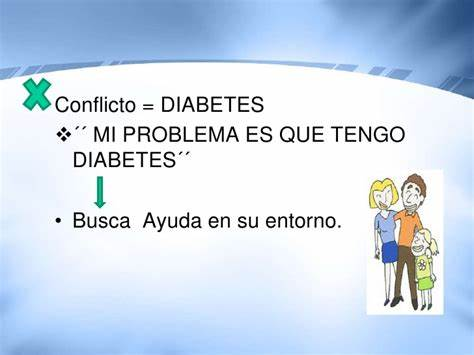 Conflicto = DIABETES
❖´´ MI PROBLEMA ES QUE TENGO
DIABETES´´
• Busca Ayuda en su entorno.